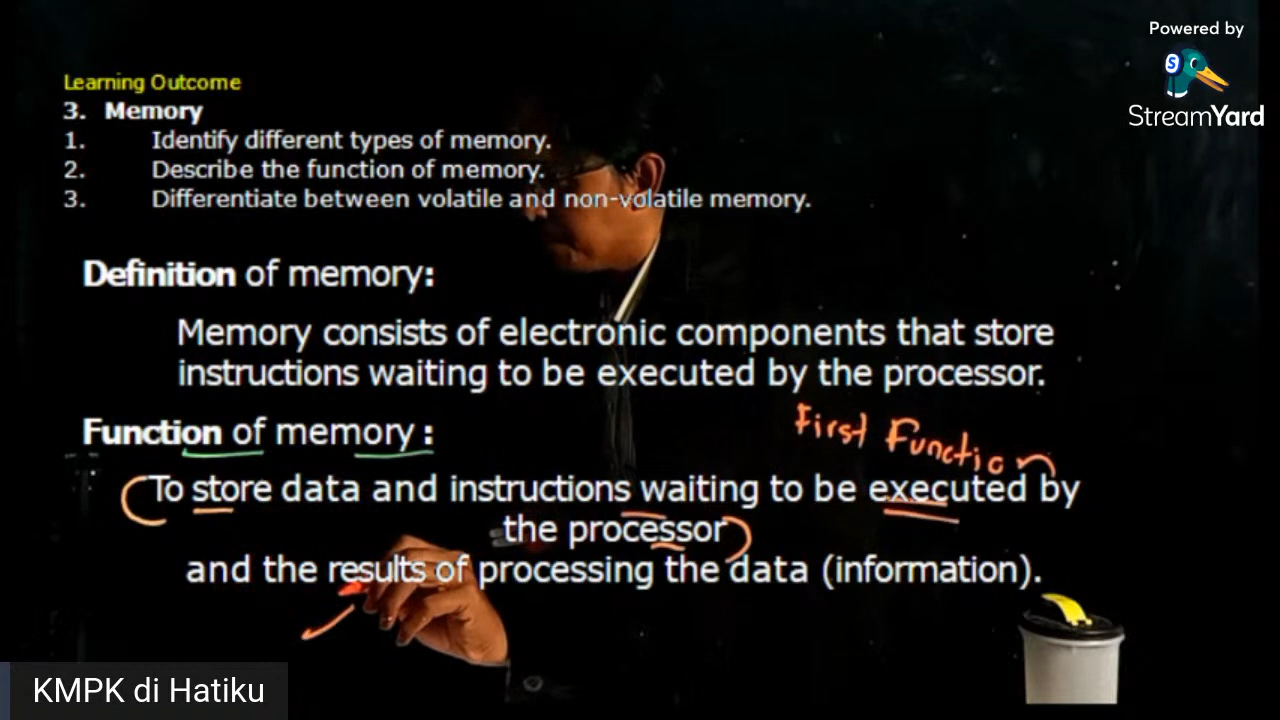 Powered by
StreamYard
Learning Outcome
3. Memory
1. Identify different types of memory.
2. Describe the function of memory.
3. Differentiate between volatile and non-volatile memory.
Definition of memory:
Memory consists of electronic components that store
instructions waiting to be executed by the processor.
Function of memory :
First Function
To store data and instructions waiting to be executed by
the processor
and the results of processing the data (information).
KMPK di Hatiku